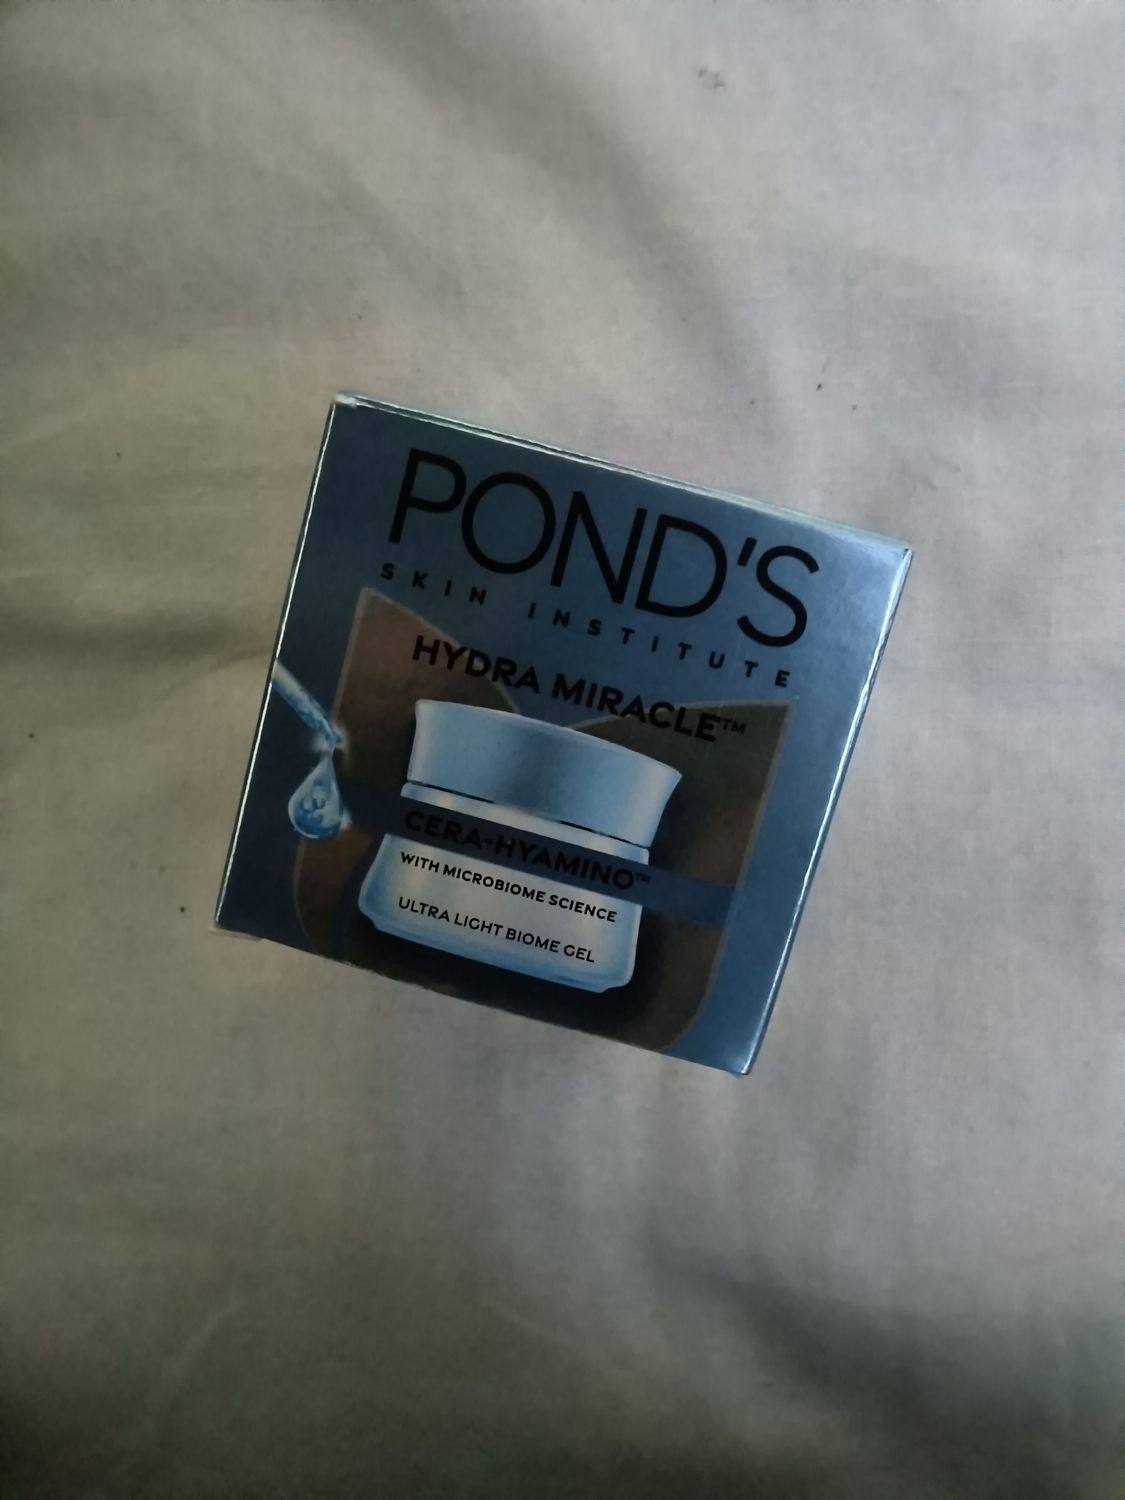 POND'S
SKIN INSTITUTE
HYDRA MIRACLE™
CERA-HYAMINO™
WITH MICROBIOME SCIENCE
ULTRA LIGHT BIOME GEL